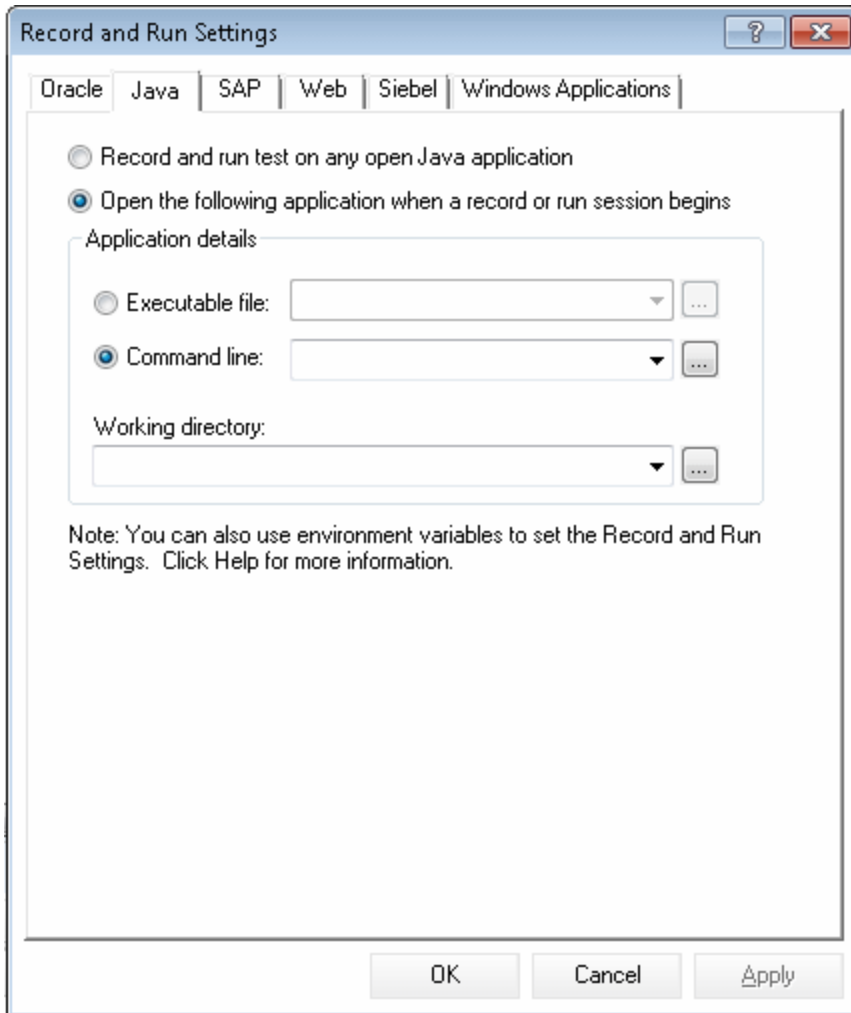 Record and Run Settings
Oracle Java SAP Web Siebel Windows Applications
Record and run test on any open Java application
Open the following application when a record or run session begins
Application details
Executable file:
...
Command line:
...
Working directory:
...
Note: You can also use environment variables to set the Record and Run
Settings. Click Help for more information.
OK Cancel Apply